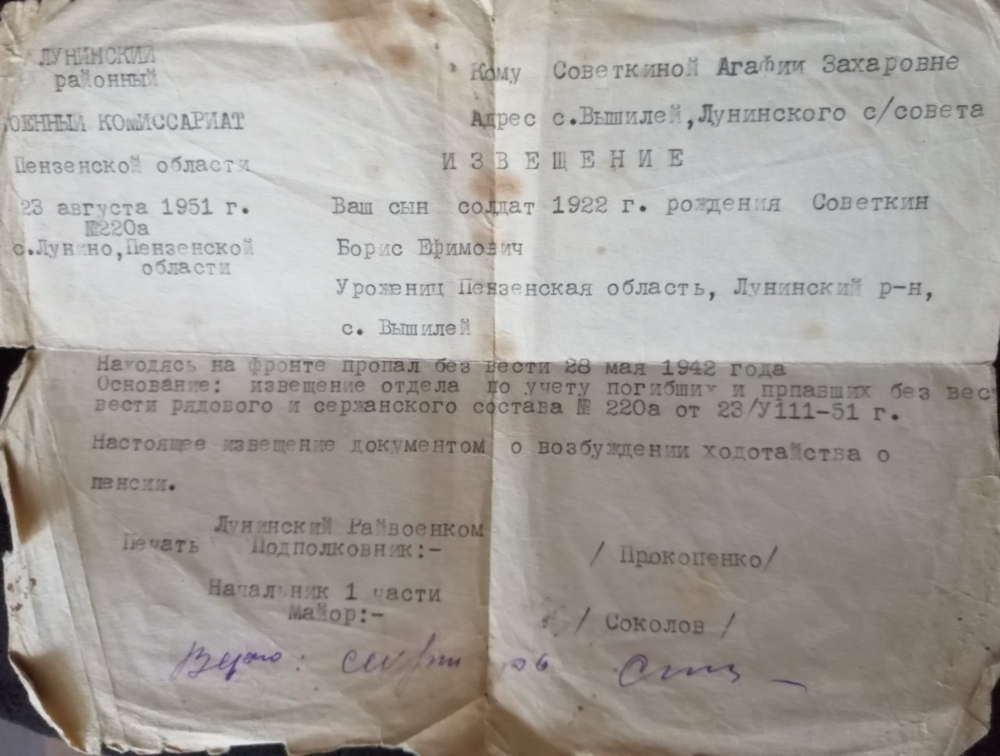 ЛУНИНСКИЙ
районный
ОЕННЫЙ КОмИССАРИАТ
Пензенской области
23 августа 1951 г.
№220а
с.Лунино,Пензенской
области
Кому Советкиной Агафии Захаровне
Адрес с.Вышилей,Лунинского с/совета
И З В Е Щ Е Н И Е
Ваш сын солдат 1922 г. рождения Советкин
Борис Ефимович
Урожениц Пензенская область, Лунинский р-н,
с. Вышилей
Находясь на фронте пропал без вести 28 мая 1942 года
Основание: извещение отдела по учету погибших и прпавших без вес
вести рядового и сержанского состава № 220а от 23/У111-51 г.
Настоящее извещение документом о возбуждении ходотайства о
пенсии.
Лунинский Райвоенком
Печать Подполковник:-
/ Прокопенко/
Начальник 1 части
майор:-
/ Соколов /
Верно: